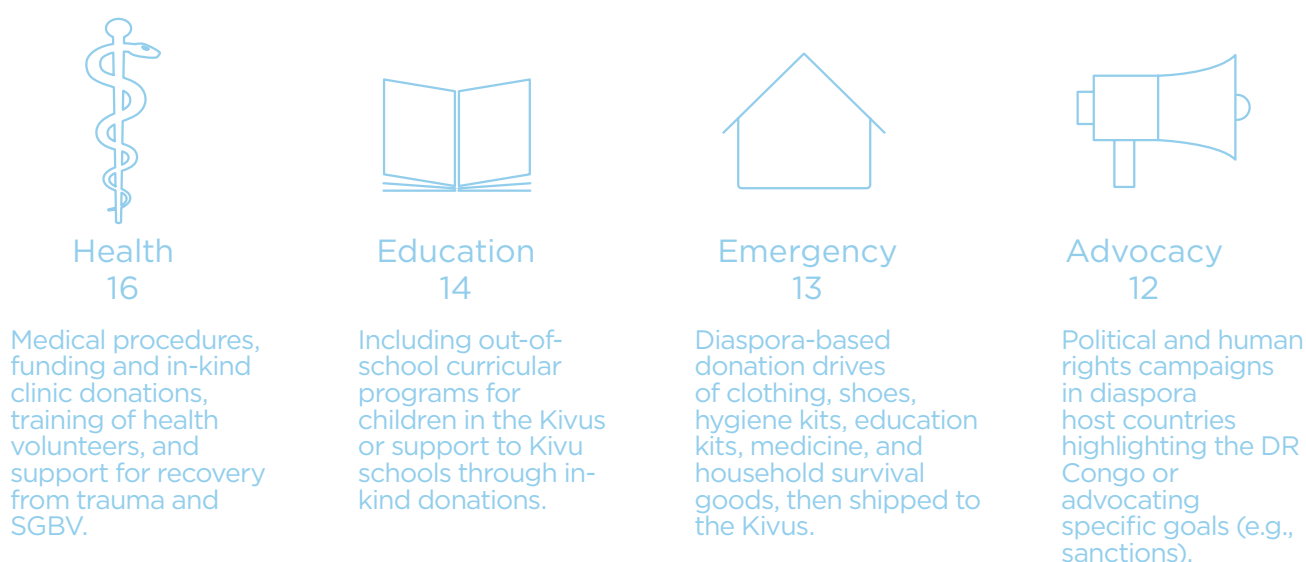 Health
16
Medical procedures,
funding and in-kind
clinic donations,
training of health
volunteers, and
support for recovery
from trauma and
SGBV.
Education
14
Including out-of-
school curricular
programs for
children in the Kivus
or support to Kivu
schools through in-
kind donations.
Emergency
13
Diaspora-based
donation drives
of clothing, shoes,
hygiene kits, education
kits, medicine, and
household survival
goods, then shipped to
the Kivus.
Advocacy
12
Political and human
rights campaigns
in diaspora
host countries
highlighting the DR
Congo or
advocating
specific goals (e.g.,
sanctions).